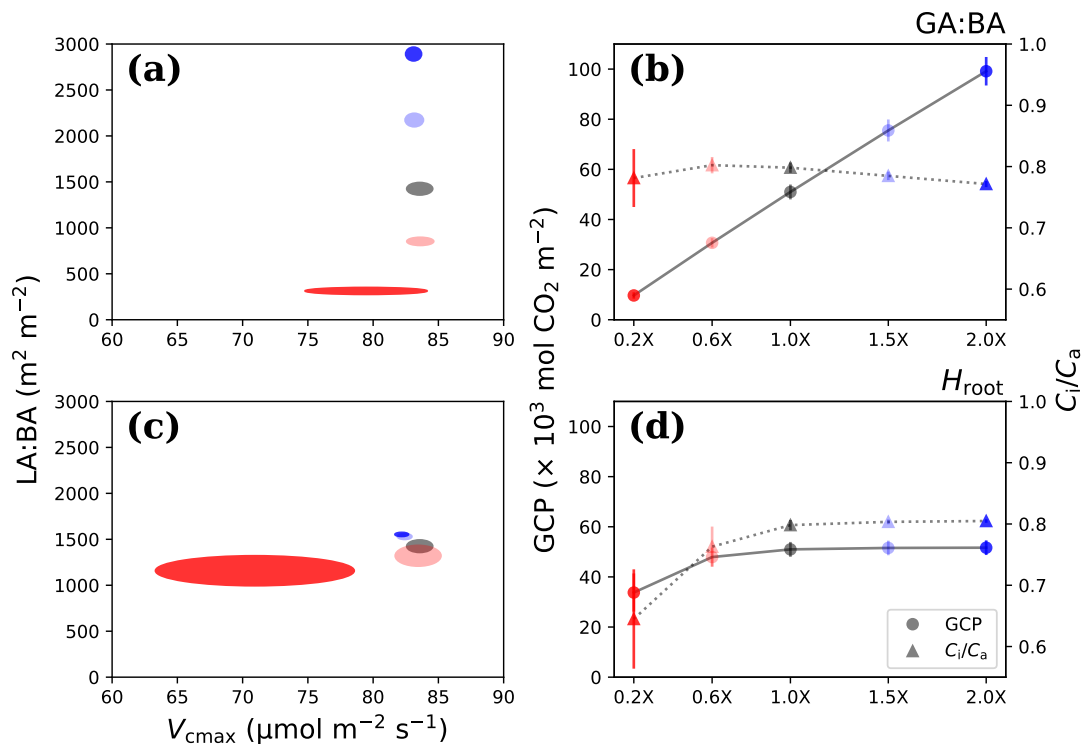 GA:BA
(a)
3000
2500
2000
1500
1000
500
0
60
65
70
75
80
85
90
(b)
100
80
60
40
20
0
1.0
0.9
0.8
0.7
0.6
0.2X
0.6X
1.0X
1.5X
2.0X
LA:BA (m² m⁻²)
GCP (× 10³ mol CO₂ m⁻²)
Cᵢ/Cₐ
H_root
(c)
3000
2500
2000
1500
1000
500
0
60
65
70
75
80
85
90
V_cmax (μmol m⁻² s⁻¹)
(d)
100
80
60
40
20
0
1.0
0.9
0.8
0.7
0.6
GCP
Cᵢ/Cₐ
0.2X
0.6X
1.0X
1.5X
2.0X